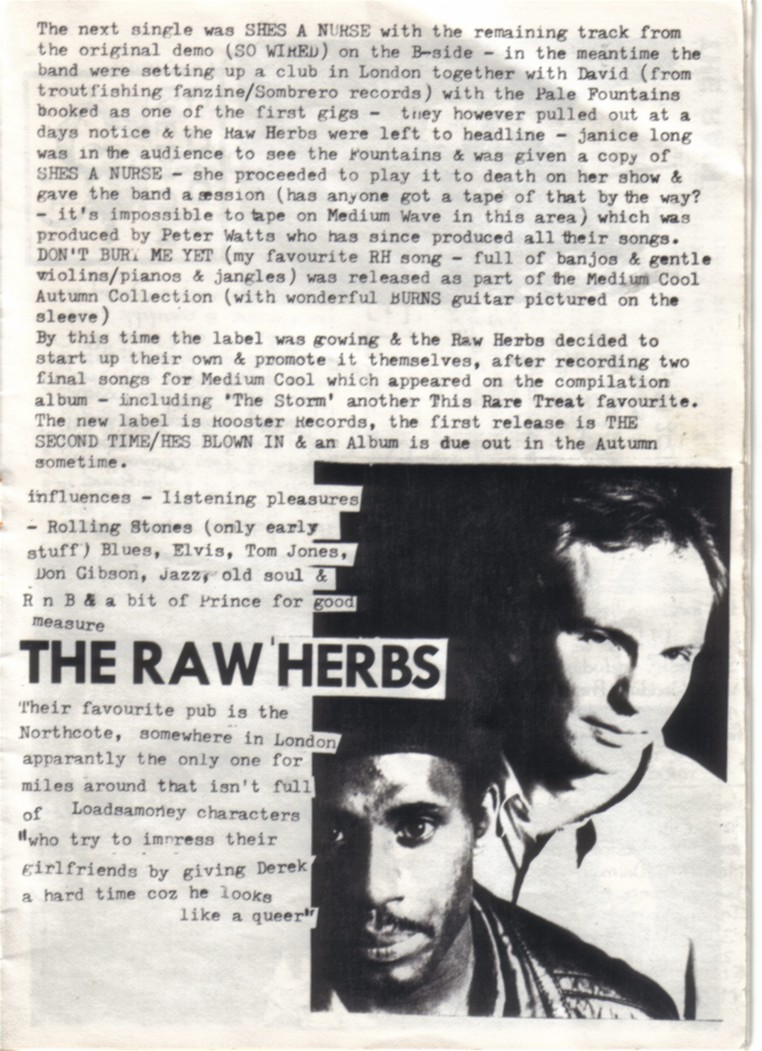 The next single was SHES A NURSE with the remaining track from
the original demo (SO WIRED) on the B-side - in the meantime the
band were setting up a club in London together with David (from
troutfishing fanzine/Sombrero records) with the Pale Fountains
booked as one of the first gigs - they however pulled out at a
days notice & the Raw Herbs were left to headline - janice long
was in the audience to see the Fountains & was given a copy of
SHES A NURSE - she proceeded to play it to death on her show &
gave the band a session (has anyone got a tape of that by the way?
- it's impossible to tape on Medium Wave in this area) which was
produced by Peter Watts who has since produced all their songs.
DON'T BURY ME YET (my favourite RH song - full of banjos & gentle
violins/pianos & jangles) was released as part of the Medium Cool
Autumn Collection (with wonderful BURNS guitar pictured on the
sleeve)
By this time the label was growing & the Raw Herbs decided to
start up their own & promote it themselves, after recording two
final songs for Medium Cool which appeared on the compilation
album - including 'The Storm' another This Rare Treat favourite.
The new label is Rooster Records, the first release is THE
SECOND TIME/HES BLOWN IN & an Album is due out in the Autumn
sometime.
influences - listening pleasures
- Rolling Stones (only early
stuff) Blues, Elvis, Tom Jones,
Don Gibson, Jazz, old soul &
R n B & a bit of Prince for good
measure
THE RAW HERBS
Their favourite pub is the
Northcote, somewhere in London
apparantly the only one for
miles around that isn't full
of Loadsamoney characters
"who try to impress their
girlfriends by giving Derek
a hard time coz he looks
like a queer"